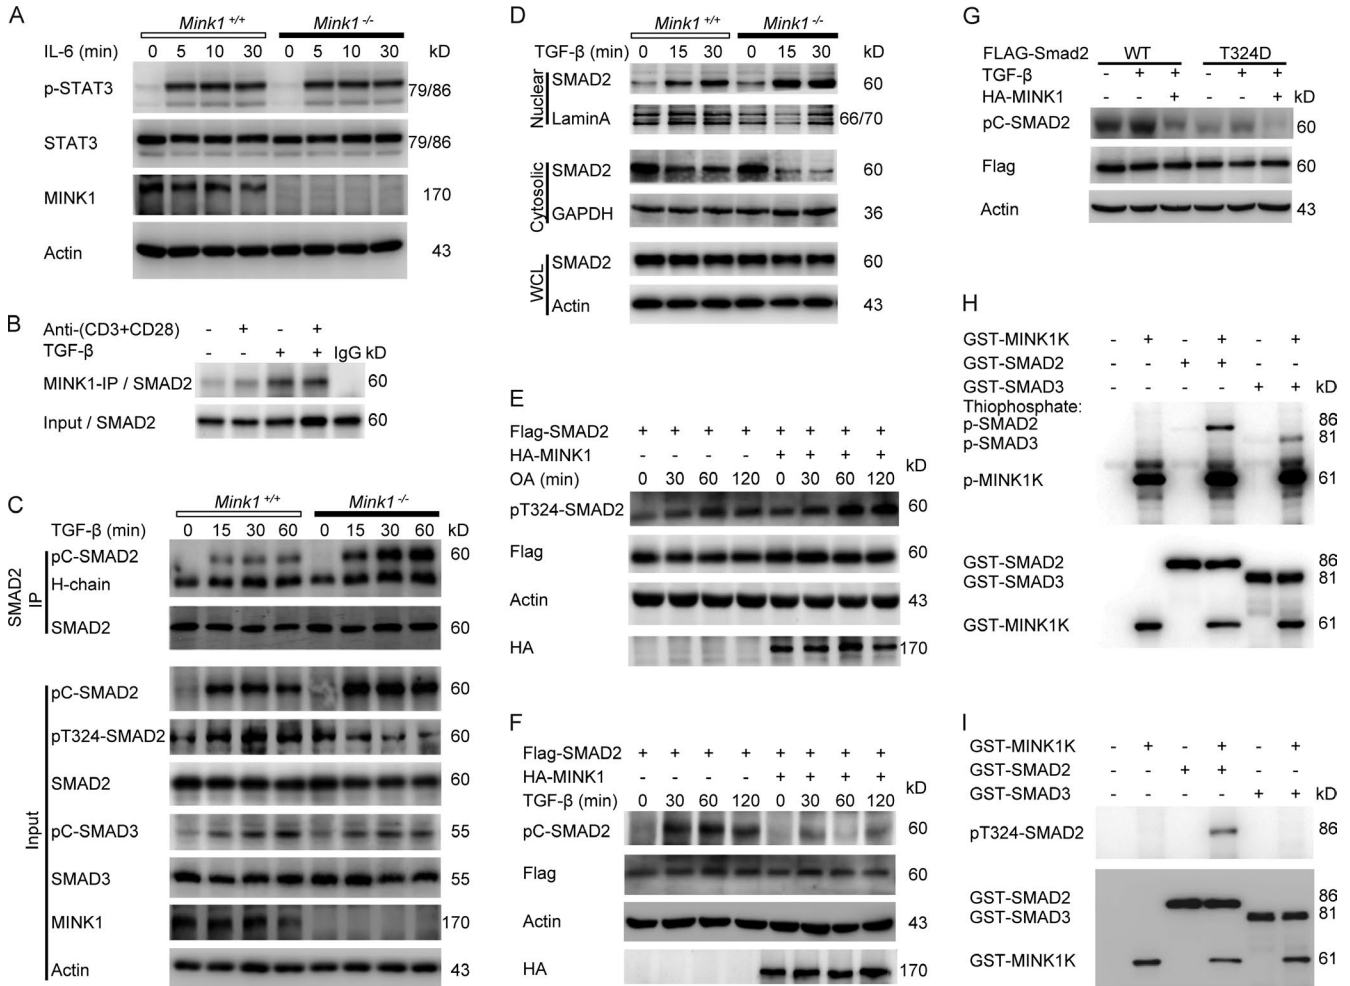 A
Mink1 +/+ Mink1 -/-
IL-6 (min) 0 5 10 30 0 5 10 30 kD
p-STAT3 79/86
STAT3 79/86
MINK1 170
Actin 43
B
Anti-(CD3+CD28) - + - +
TGF-β - - + + IgG kD
MINK1-IP / SMAD2 60
Input / SMAD2 60
C
Mink1 +/+ Mink1 -/-
TGF-β (min) 0 15 30 60 0 15 30 60 kD
SMAD2 IP
pC-SMAD2 60
H-chain
SMAD2 60
Input
pC-SMAD2 60
pT324-SMAD2 60
SMAD2 60
pC-SMAD3 55
SMAD3 55
MINK1 170
Actin 43
D
Mink1 +/+ Mink1 -/-
TGF-β (min) 0 15 30 0 15 30 kD
Nuclear
SMAD2 60
LaminA 66/70
Cytosolic
SMAD2 60
GAPDH 36
WCL
SMAD2 60
Actin 43
E
Flag-SMAD2 + + + + + + + +
HA-MINK1 - - - - + + + + kD
OA (min) 0 30 60 120 0 30 60 120
pT324-SMAD2 60
Flag 60
Actin 43
HA 170
F
Flag-SMAD2 + + + + + + + +
HA-MINK1 - - - - + + + + kD
TGF-β (min) 0 30 60 120 0 30 60 120
pC-SMAD2 60
Flag 60
Actin 43
HA 170
G
FLAG-Smad2 WT T324D
TGF-β - + + - + +
HA-MINK1 - - + - - + kD
pC-SMAD2 60
Flag 60
Actin 43
H
GST-MINK1K - + - + - +
GST-SMAD2 - - + + - -
GST-SMAD3 - - - - + + kD
Thiophosphate:
p-SMAD2 86
p-SMAD3 81
p-MINK1K 61
GST-SMAD2 86
GST-SMAD3 81
GST-MINK1K 61
I
GST-MINK1K - + - + - +
GST-SMAD2 - - + + - -
GST-SMAD3 - - - - + + kD
pT324-SMAD2 86
GST-SMAD2 86
GST-SMAD3 81
GST-MINK1K 61